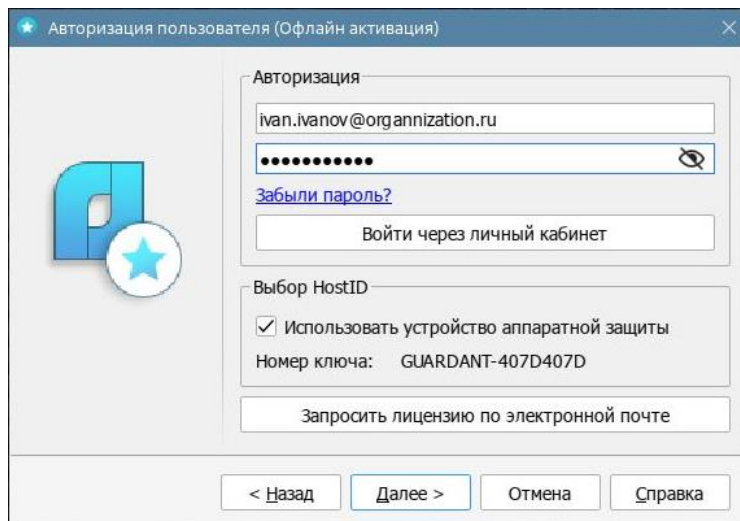 Авторизация пользователя (Офлайн активация)
Авторизация
ivan.ivanov@organnization.ru
●●●●●●●●●●●
Забыли пароль?
Войти через личный кабинет
Выбор HostID
Использовать устройство аппаратной защиты
Номер ключа: GUARDANT-407D407D
Запросить лицензию по электронной почте
< Назад Далее > Отмена Справка